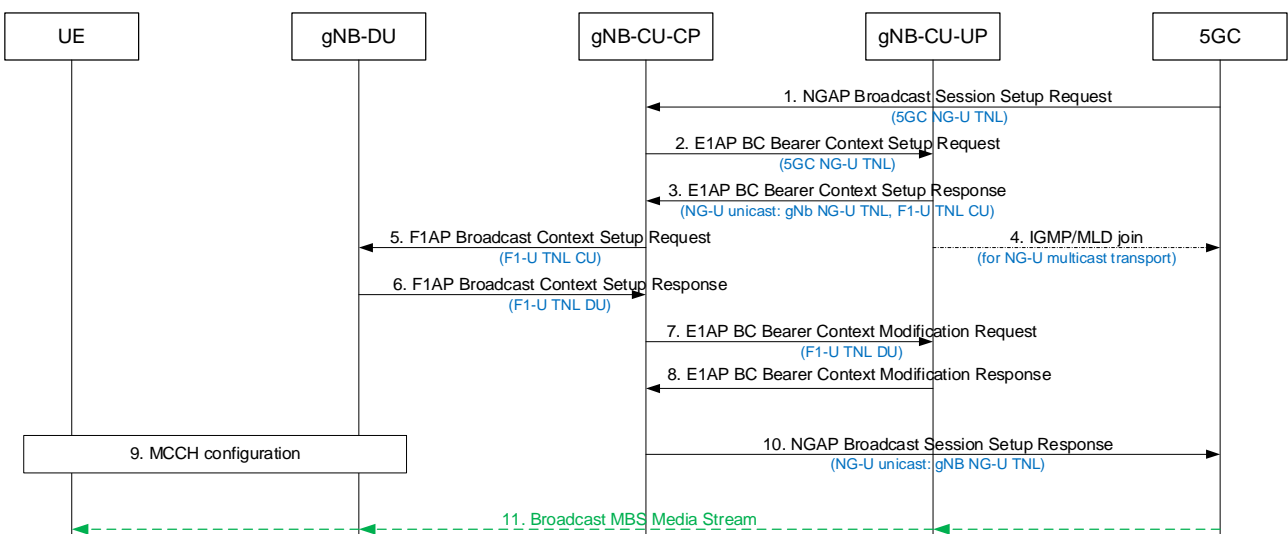 UE
gNB-DU
gNB-CU-CP
gNB-CU-UP
5GC
1. NGAP Broadcast Session Setup Request
(5GC NG-U TNL)
2. E1AP BC Bearer Context Setup Request
(5GC NG-U TNL)
3. E1AP BC Bearer Context Setup Response
(NG-U unicast: gNb NG-U TNL, F1-U TNL CU)
5. F1AP Broadcast Context Setup Request
(F1-U TNL CU)
4. IGMP/MLD join
(for NG-U multicast transport)
6. F1AP Broadcast Context Setup Response
(F1-U TNL DU)
7. E1AP BC Bearer Context Modification Request
(F1-U TNL DU)
8. E1AP BC Bearer Context Modification Response
9. MCCH configuration
10. NGAP Broadcast Session Setup Response
(NG-U unicast: gNB NG-U TNL)
11. Broadcast MBS Media Stream